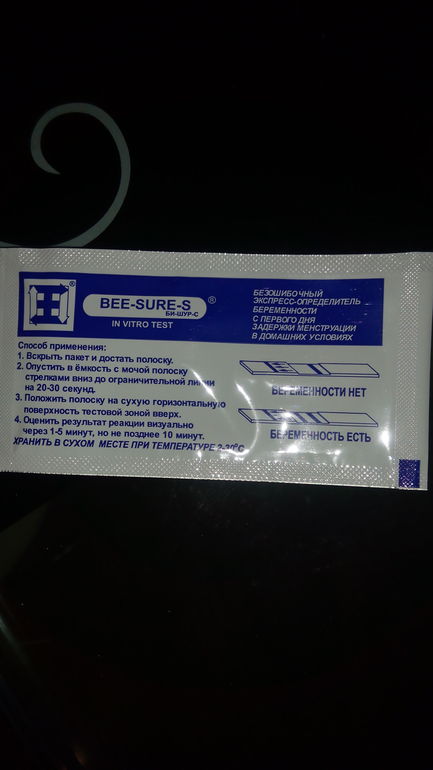 BEE-SURE-S ®
БИ-ШУР-С
IN VITRO TEST
БЕЗОШИБОЧНЫЙ
ЭКСПРЕСС-ОПРЕДЕЛИТЕЛЬ
БЕРЕМЕННОСТИ
С ПЕРВОГО ДНЯ
ЗАДЕРЖКИ МЕНСТРУАЦИИ
В ДОМАШНИХ УСЛОВИЯХ
Способ применения:
1. Вскрыть пакет и достать полоску.
2. Опустить в ёмкость с мочой полоску
стрелками вниз до ограничительной линии
на 20-30 секунд.
3. Положить полоску на сухую горизонтальную
поверхность тестовой зоной вверх.
4. Оценить результат реакции визуально
через 1-5 минут, но не позднее 10 минут.
ХРАНИТЬ В СУХОМ МЕСТЕ ПРИ ТЕМПЕРАТУРЕ 2-30⁰С
БЕРЕМЕННОСТИ НЕТ
БЕРЕМЕННОСТЬ ЕСТЬ